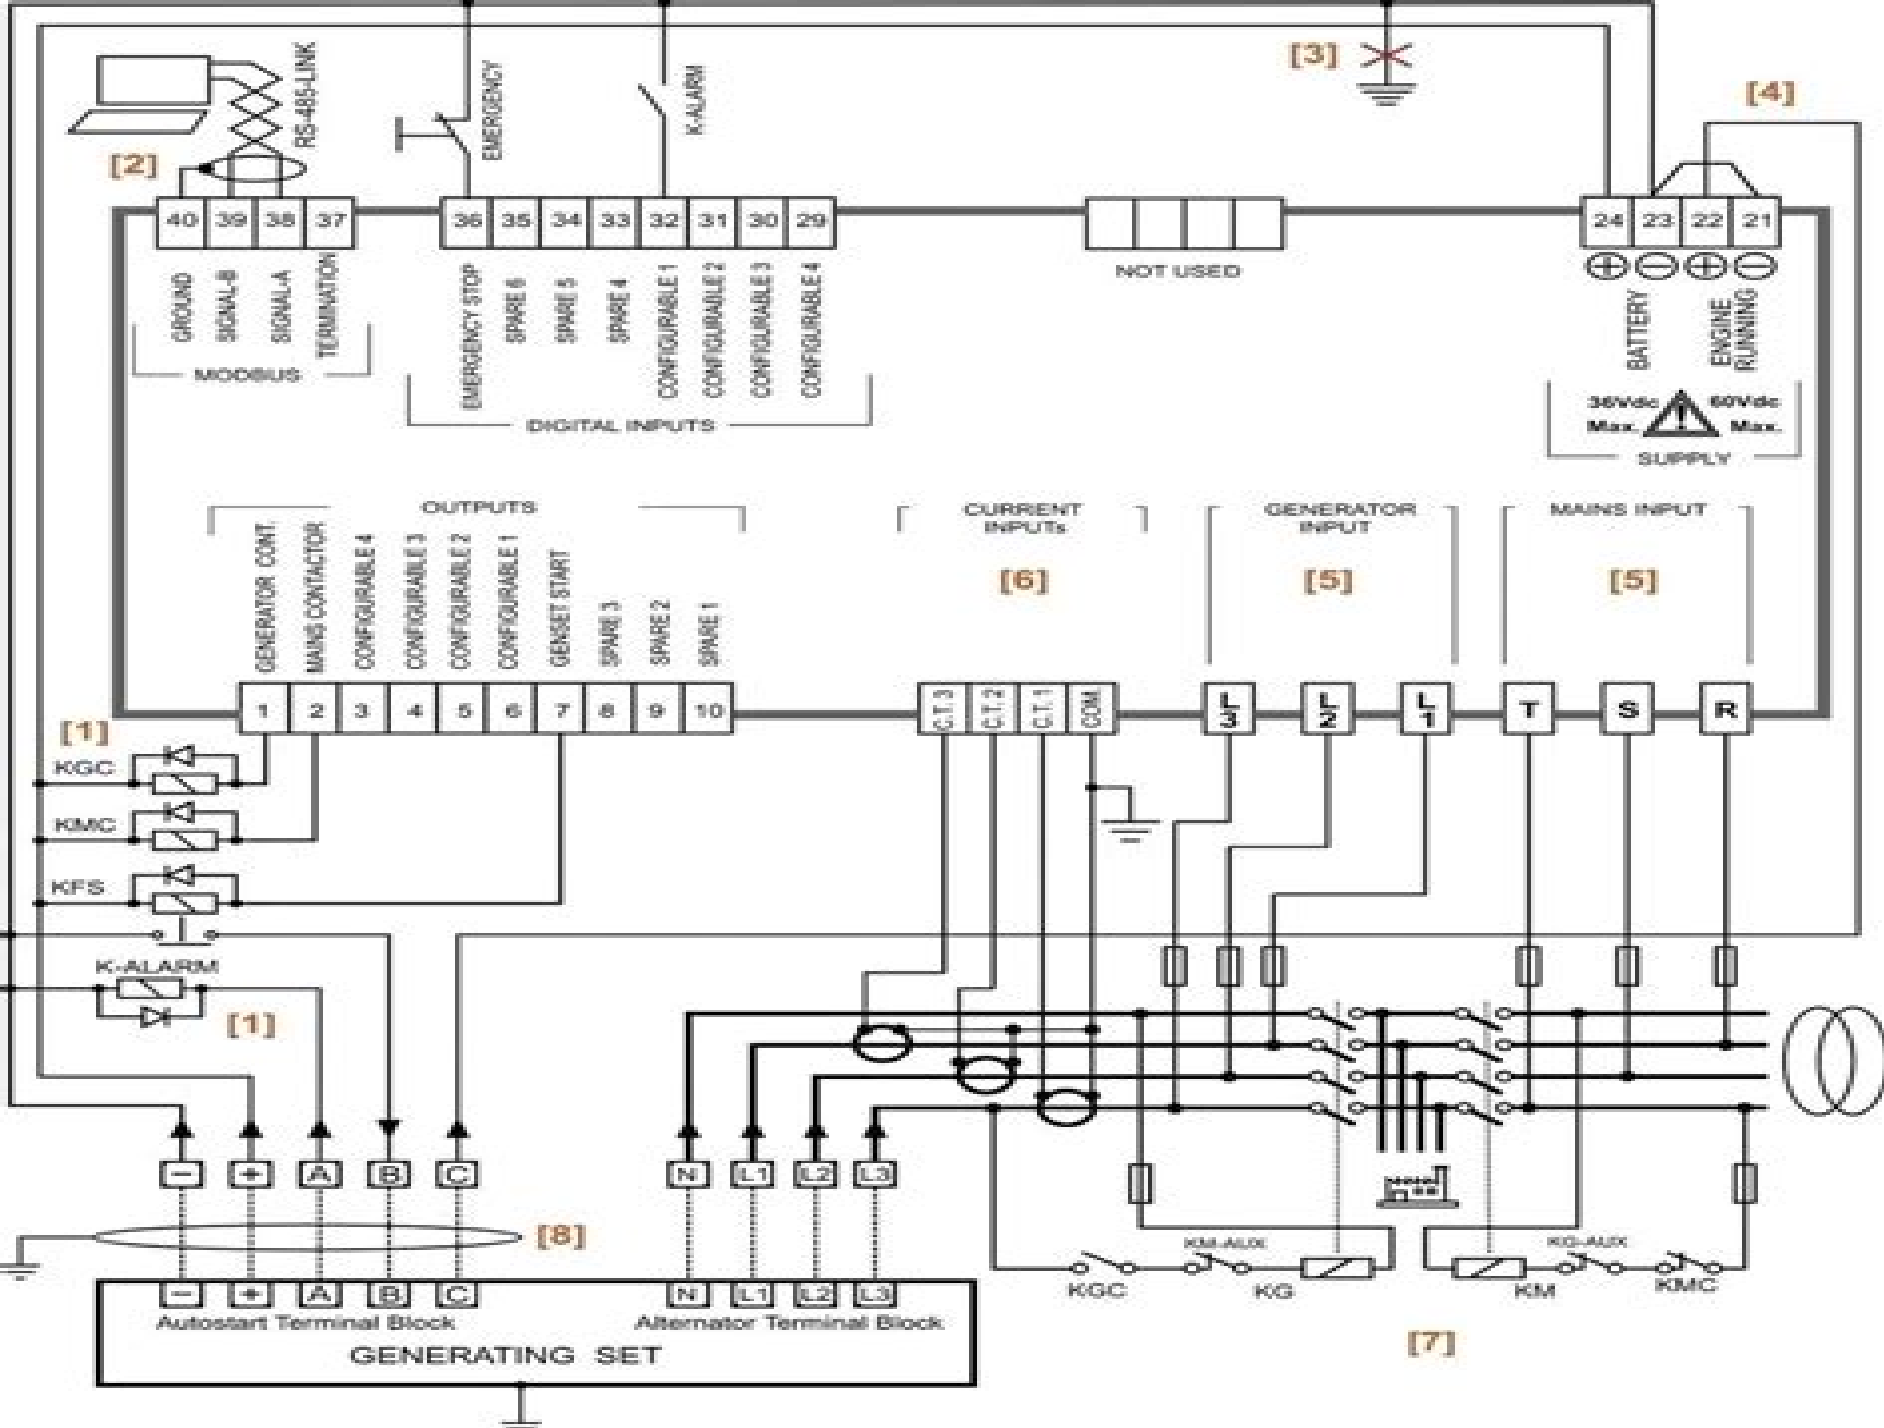 [3]
[4]
RS-485-LINK
EMERGENCY
K-ALARM
[2]
40 39 38 37
36 35 34 33 32 31 30 29
24 23 22 21
GROUND
SIGNAL-B
SIGNAL-A
TERMINATION
MODBUS
EMERGENCY STOP
SPARE 6
SPARE 5
SPARE 4
CONFIGURABLE 1
CONFIGURABLE 2
CONFIGURABLE 3
CONFIGURABLE 4
DIGITAL INPUTS
NOT USED
+ − + −
BATTERY
ENGINE
RUNNING
36Vdc 60Vdc
Max. ! Max.
SUPPLY
OUTPUTS
GENERATOR CONT.
MAINS CONTACTOR
CONFIGURABLE 4
CONFIGURABLE 3
CONFIGURABLE 2
CONFIGURABLE 1
GENSET START
SPARE 3
SPARE 2
SPARE 1
CURRENT
INPUTs
[6]
GENERATOR
INPUT
[5]
MAINS INPUT
[5]
1 2 3 4 5 6 7 8 9 10
C.T.3 C.T.2 C.T.1 COM.
L3 L2 L1
T S R
[1]
KGC
KMC
KFS
K-ALARM
[1]
− + A B C
N L1 L2 L3
[8]
KM-AUX
KG-AUX
KGC
KG
KM
KMC
[7]
− + A B C
N L1 L2 L3
Autostart Terminal Block
Alternator Terminal Block
GENERATING SET